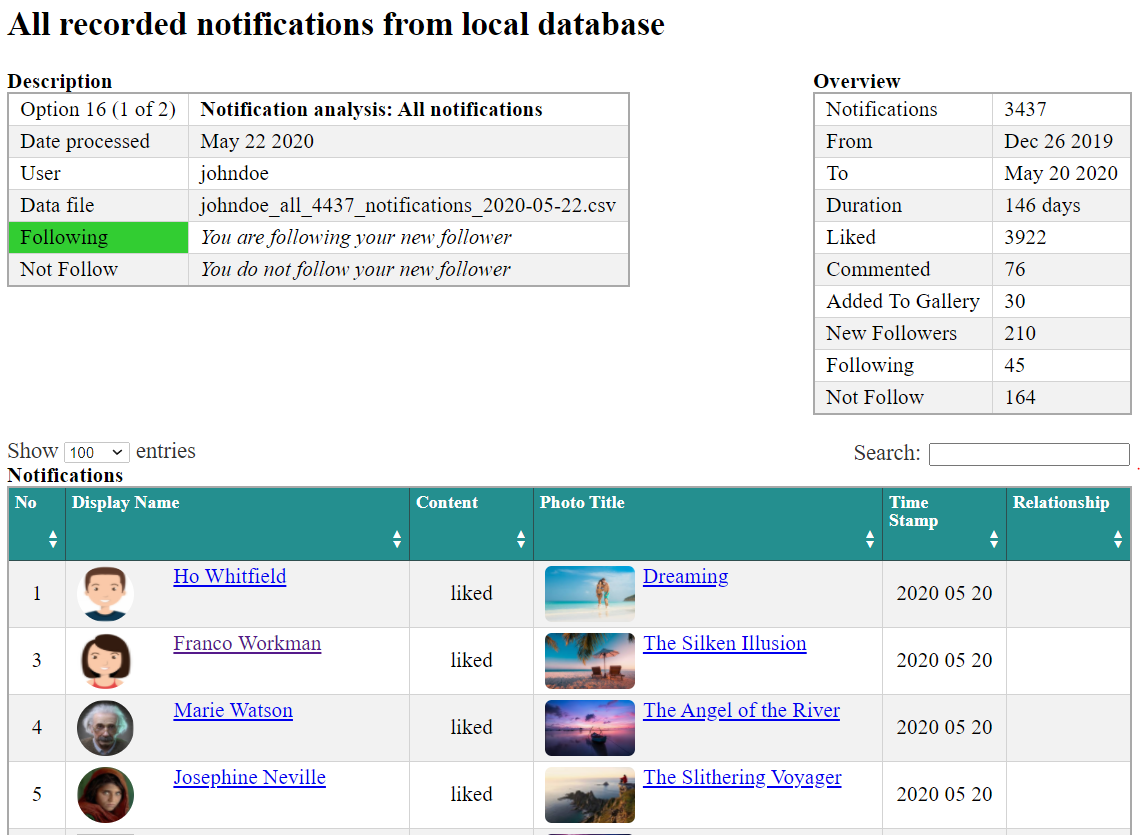 All recorded notifications from local database
Description
Option 16 (1 of 2) Notification analysis: All notifications
Date processed May 22 2020
User johndoe
Data file johndoe_all_4437_notifications_2020-05-22.csv
Following You are following your new follower
Not Follow You do not follow your new follower
Overview
Notifications 3437
From Dec 26 2019
To May 20 2020
Duration 146 days
Liked 3922
Commented 76
Added To Gallery 30
New Followers 210
Following 45
Not Follow 164
Show 100 entries
Search:
Notifications
No Display Name Content Photo Title Time Stamp Relationship
1 Ho Whitfield liked Dreaming 2020 05 20
3 Franco Workman liked The Silken Illusion 2020 05 20
4 Marie Watson liked The Angel of the River 2020 05 20
5 Josephine Neville liked The Slithering Voyager 2020 05 20